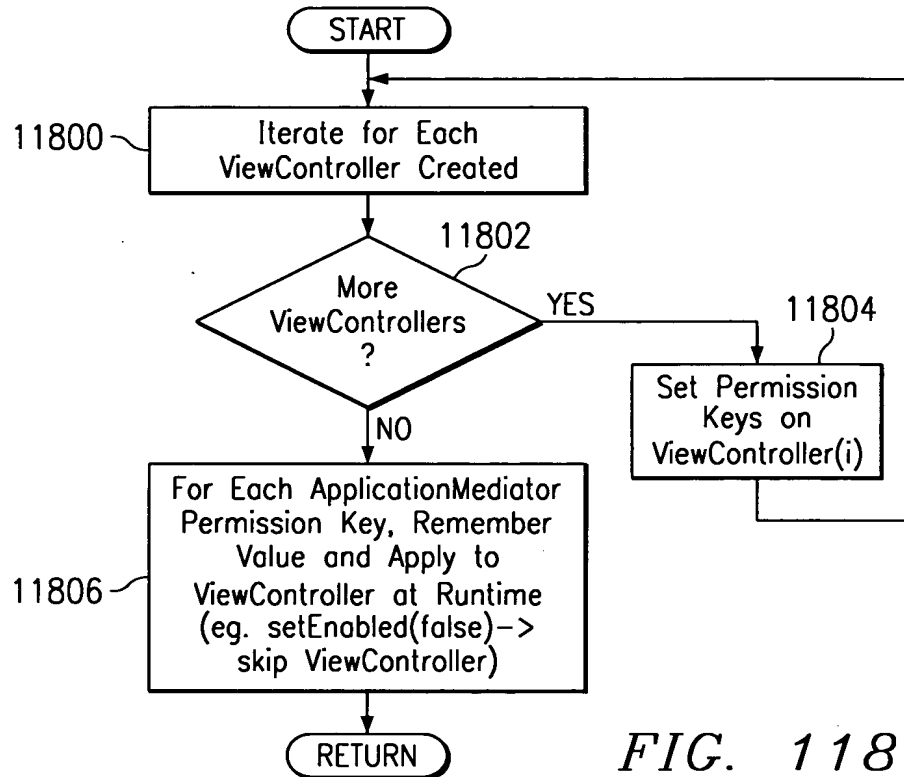 START
11800
Iterate for Each
ViewController Created
11802
More
ViewControllers
?
YES
11804
Set Permission
Keys on
ViewController(i)
NO
11806
For Each ApplicationMediator
Permission Key, Remember
Value and Apply to
ViewController at Runtime
(eg. setEnabled(false)->
skip ViewController)
RETURN
FIG. 118